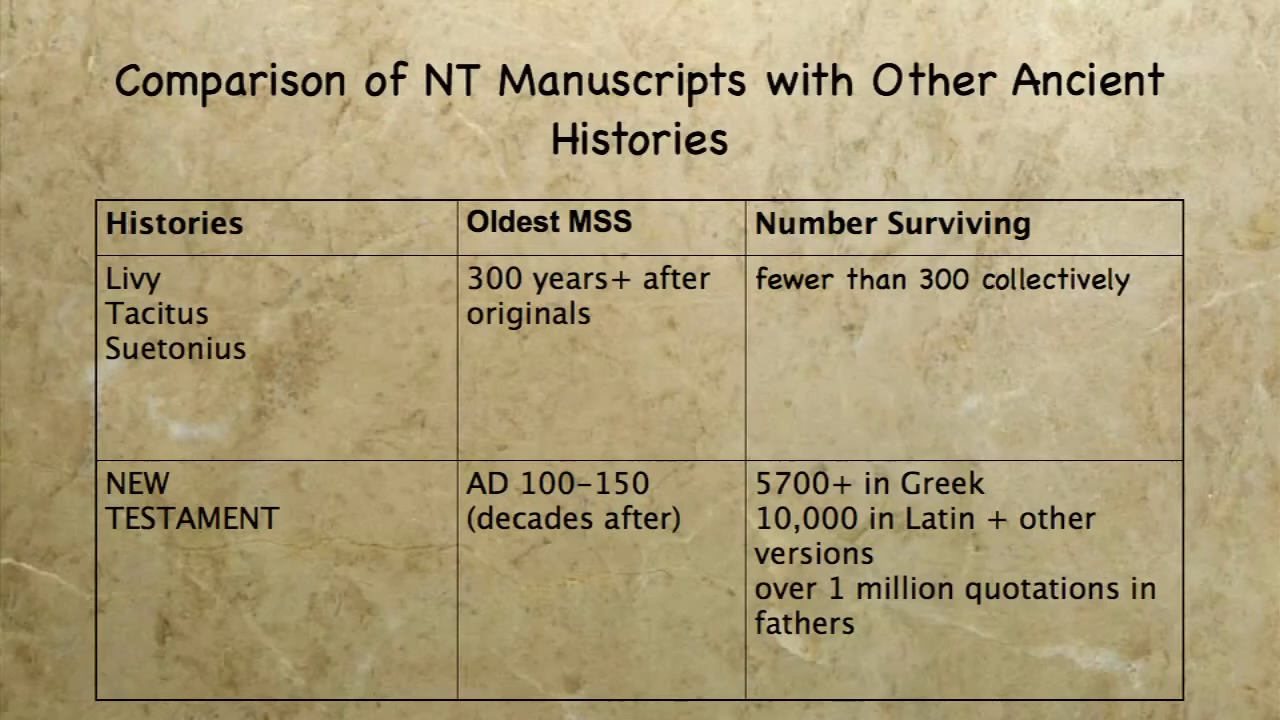 Comparison of NT Manuscripts with Other Ancient
Histories
Histories
Oldest MSS
Number Surviving
Livy
Tacitus
Suetonius
300 years+ after
originals
fewer than 300 collectively
NEW
TESTAMENT
AD 100-150
(decades after)
5700+ in Greek
10,000 in Latin + other
versions
over 1 million quotations in
fathers